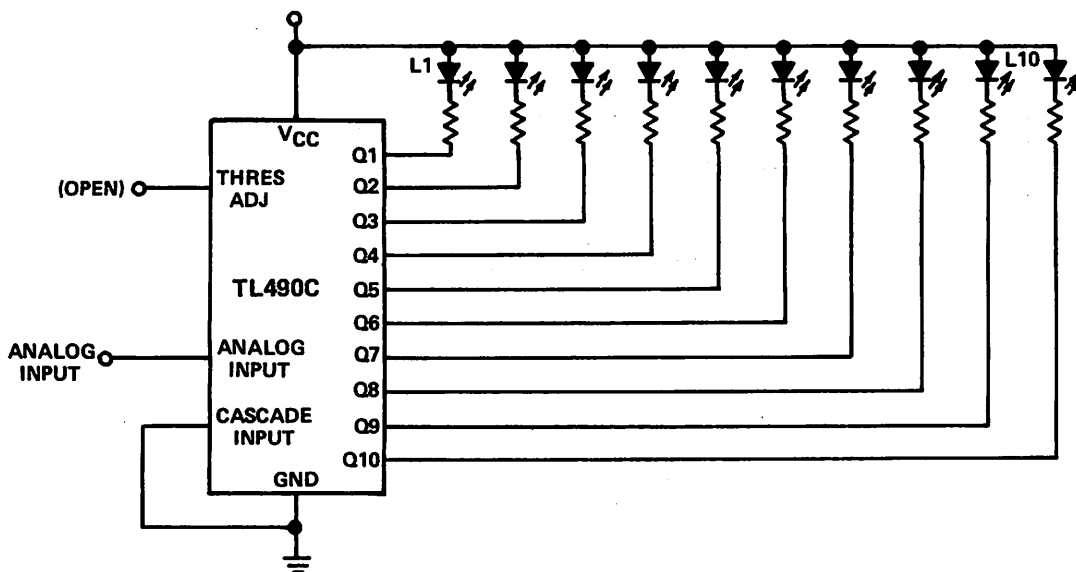 L1
L10
VCC
Q1
(OPEN)
THRES
ADJ
Q2
Q3
Q4
TL490C
Q5
Q6
ANALOG
INPUT
ANALOG
INPUT
Q7
Q8
CASCADE
INPUT
Q9
Q10
GND